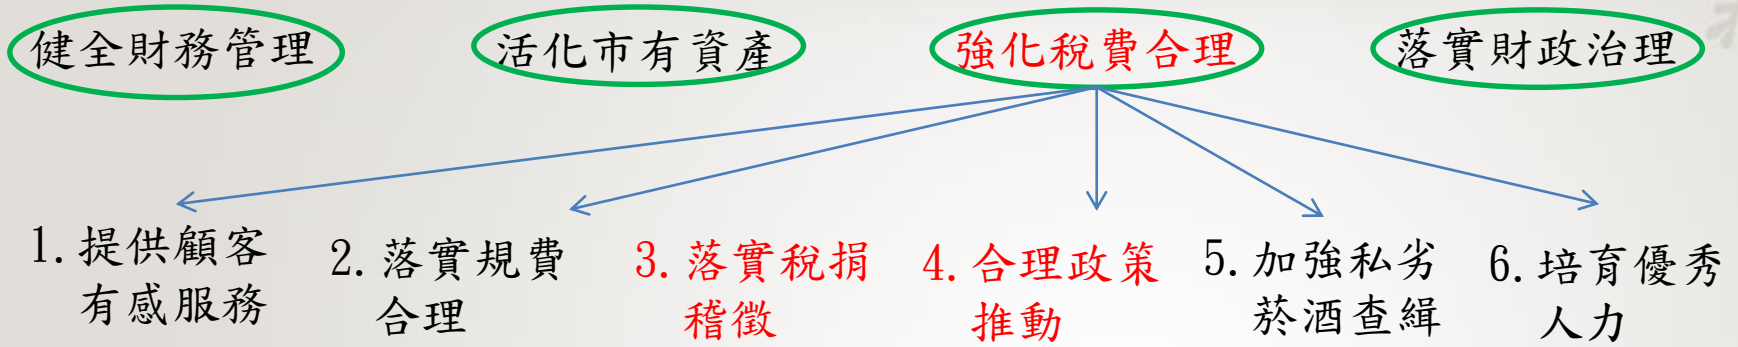 健全財務管理
活化市有資產
強化稅費合理
落實財政治理
1.提供顧客
有感服務
2.落實規費
合理
3.落實稅捐
稽徵
4.合理政策
推動
5.加強私劣
菸酒查緝
6.培育優秀
人力